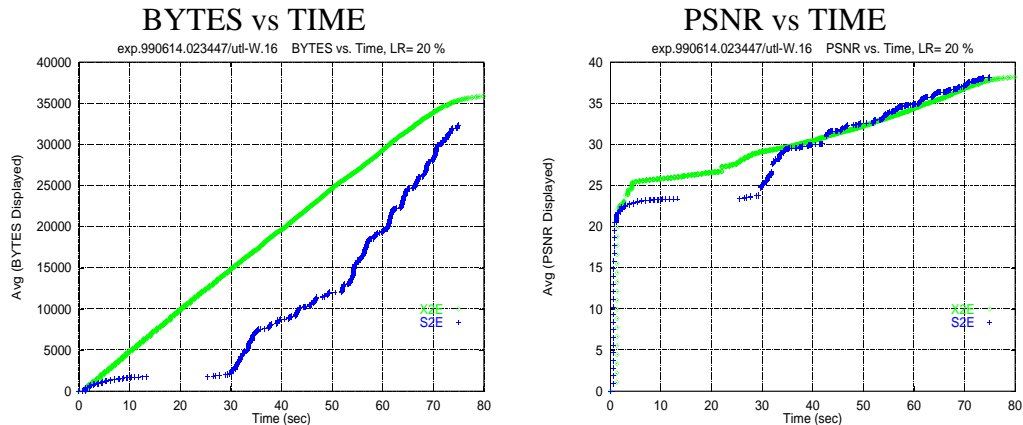 BYTES vs TIME
exp.990614.023447/utl-W.16 BYTES vs. Time, LR= 20 %
40000
35000
30000
25000
20000
15000
10000
5000
0
Avg (BYTES Displayed)
X2E
S2E
0 10 20 30 40 50 60 70 80
Time (sec)
PSNR vs TIME
exp.990614.023447/utl-W.16 PSNR vs. Time, LR= 20 %
40
35
30
25
20
15
10
5
0
Avg (PSNR Displayed)
X2E
S2E
0 10 20 30 40 50 60 70 80
Time (sec)